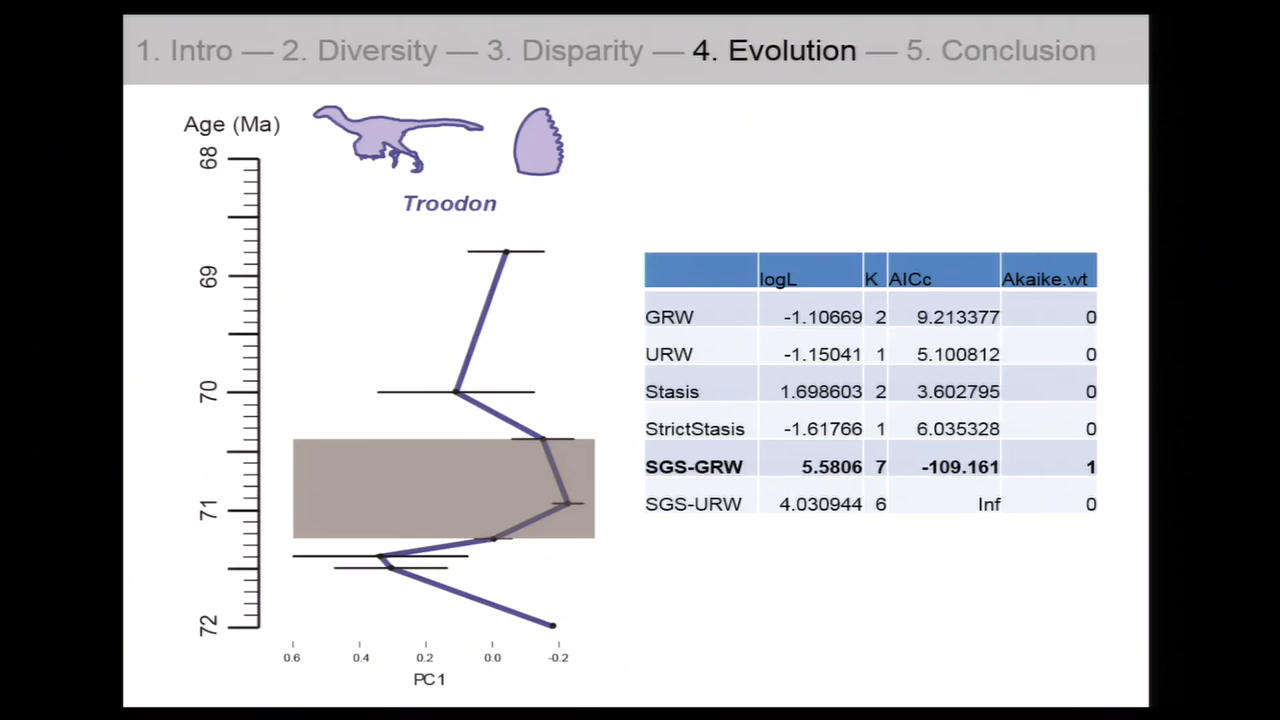 1. Intro — 2. Diversity — 3. Disparity — 4. Evolution — 5. Conclusion
Age (Ma)
Troodon
68
69
70
71
72
0.6 0.4 0.2 0.0 -0.2
PC1
logL K AICc Akaike.wt
GRW -1.10669 2 9.213377 0
URW -1.15041 1 5.100812 0
Stasis 1.698603 2 3.602795 0
StrictStasis -1.61766 1 6.035328 0
SGS-GRW 5.5806 7 -109.161 1
SGS-URW 4.030944 6 Inf 0